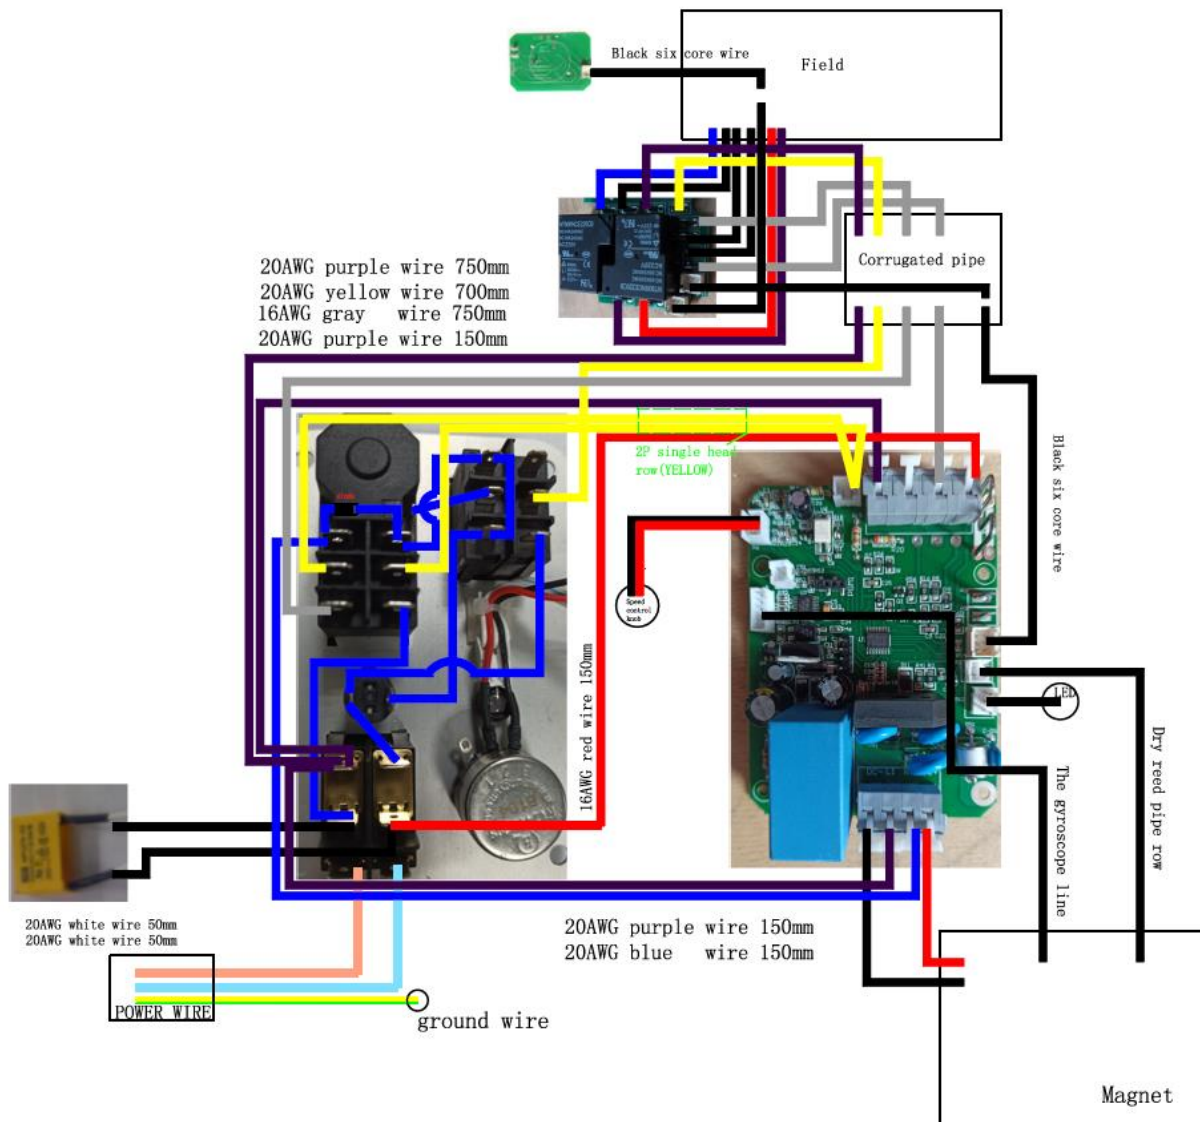 Black six core wire
Field
Corrugated pipe
20AWG purple wire 750mm
20AWG yellow wire 700mm
16AWG gray wire 750mm
20AWG purple wire 150mm
2P single head
row(YELLOW)
Black six core wire
Speed
control
knob
LED
16AWG red wire 150mm
Dry reed pipe row
The gyroscope line
20AWG white wire 50mm
20AWG white wire 50mm
20AWG purple wire 150mm
20AWG blue wire 150mm
POWER WIRE
ground wire
Magnet